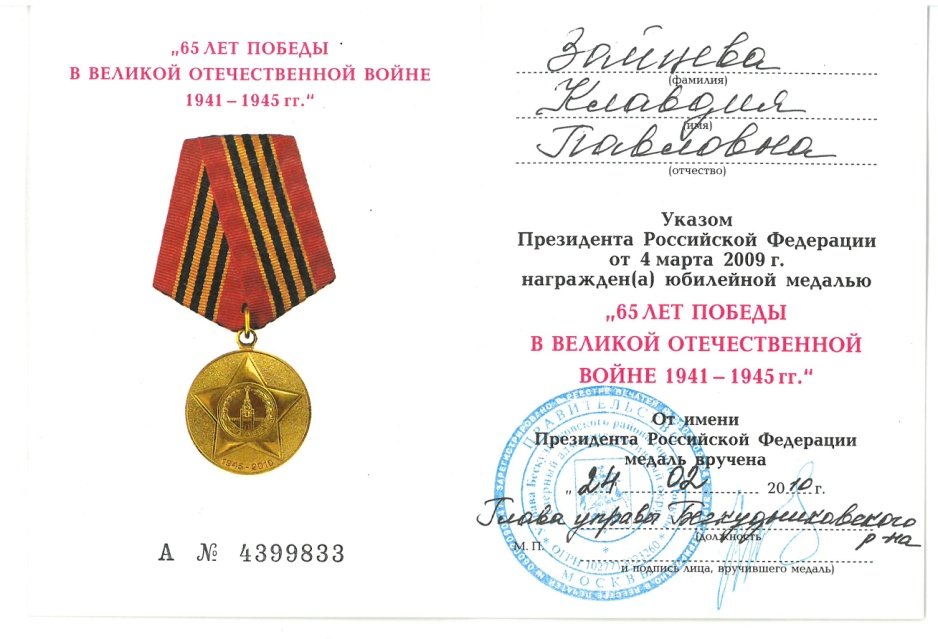 „65 ЛЕТ ПОБЕДЫ
В ВЕЛИКОЙ ОТЕЧЕСТВЕННОЙ ВОЙНЕ
1941 – 1945 гг.“
1945-2010
А № 4399833
Зайцева
(фамилия)
Клавдия
(имя)
Павловна
(отчество)
Указом
Президента Российской Федерации
от 4 марта 2009 г.
награжден(а) юбилейной медалью
„65 ЛЕТ ПОБЕДЫ
В ВЕЛИКОЙ ОТЕЧЕСТВЕННОЙ
ВОЙНЕ 1941 – 1945 гг.“
От имени
Президента Российской Федерации
медаль вручена
„24 02 2010 г.
Глава управы Бескудниковского
р-на
(должность
М. П.
и подпись лица, вручившего медаль)
ПРАВИТЕЛЬС
МОСКВ
ОГРН